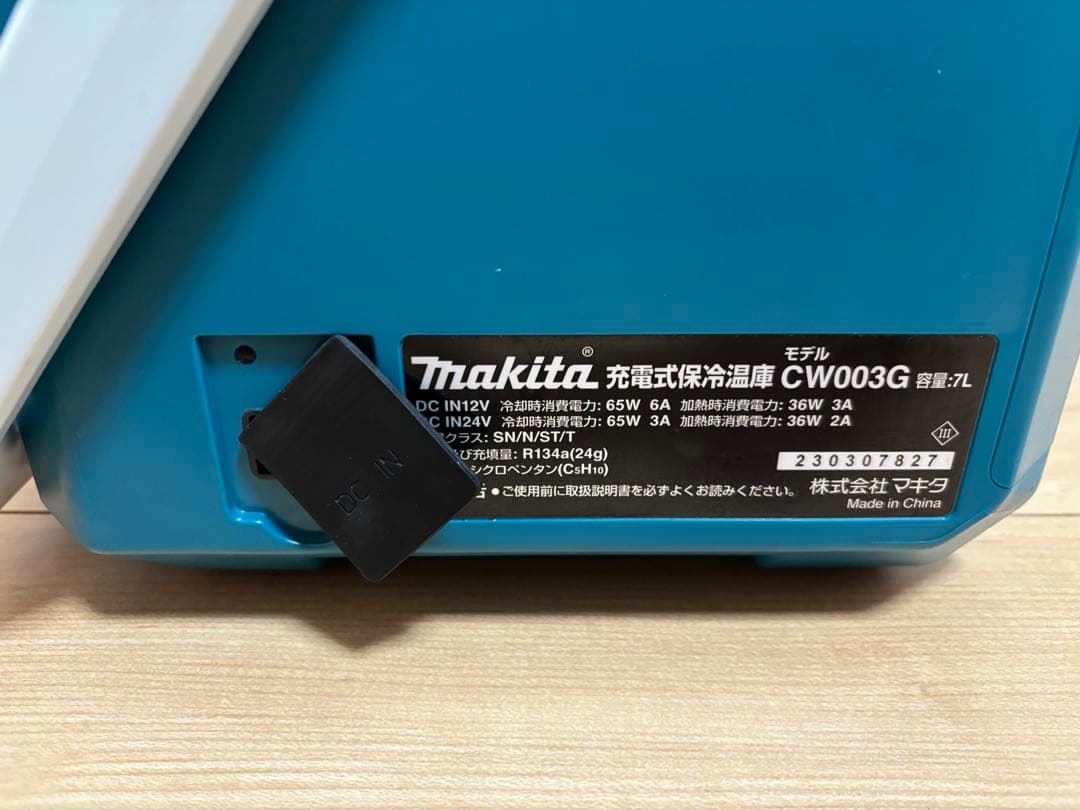 makita® 充電式保冷温庫 モデル CW003G 容量:7L
DC IN12V 冷却時消費電力: 65W 6A 加熱時消費電力: 36W 3A
DC IN24V 冷却時消費電力: 65W 3A 加熱時消費電力: 36W 2A
クラス: SN/N/ST/T
び充填量: R134a(24g)
シクロペンタン(C₅H₁₀)
III
230307827
●ご使用前に取扱説明書を必ずよくお読みください。
株式会社 マキタ
Made in China
DC IN